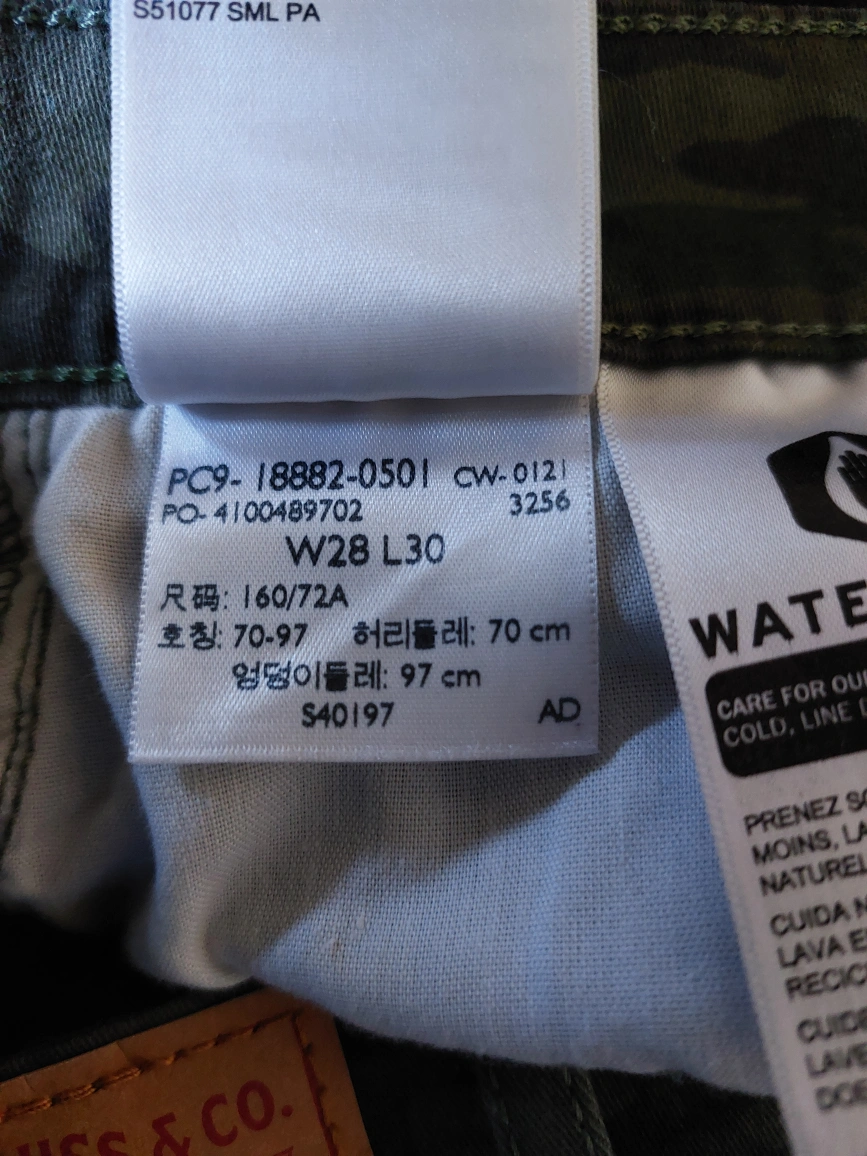 S51077 SML PA
PC9-18882-0501 CW-0121
PO-4100489702 3256
W28 L30
尺码: 160/72A
호칭: 70-97 허리둘레: 70 cm
엉덩이둘레: 97 cm
S40197 AD
WATE
CARE FOR OU
COLD, LINE
PRENEZ
MOINS, LA
NATUREL
CUIDA
LAVA E
RECIC
CUID
LAVE
& CO.